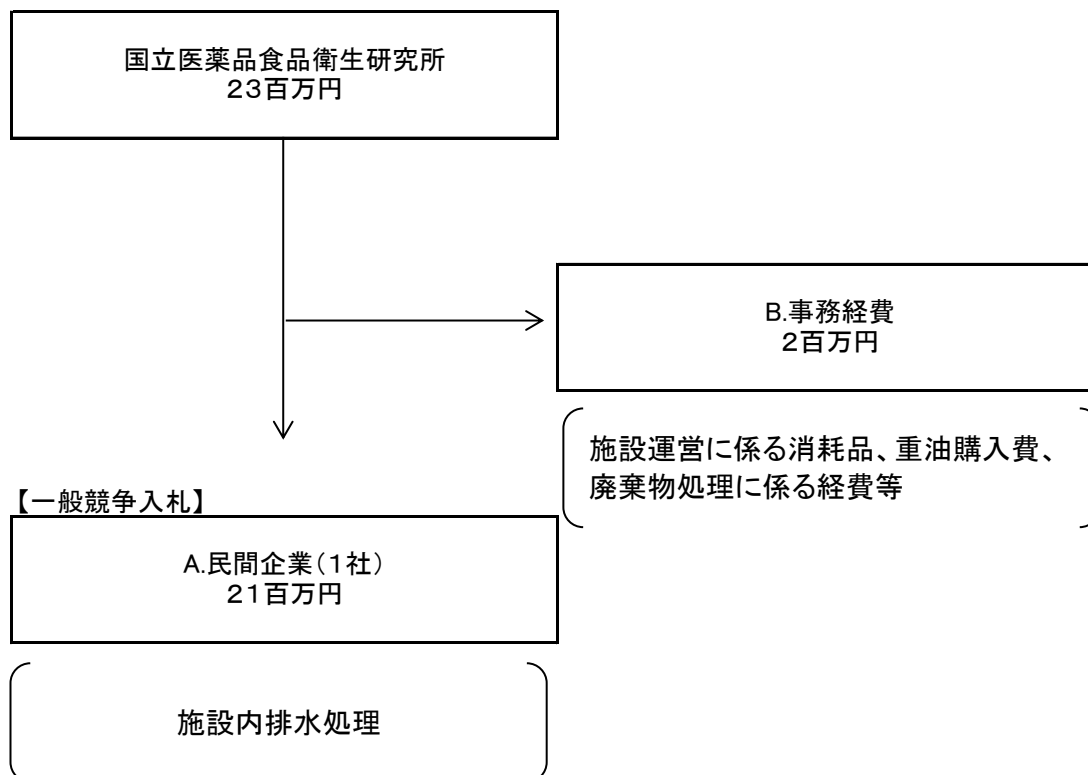 国立医薬品食品衛生研究所
23百万円
B.事務経費
2百万円
施設運営に係る消耗品、重油購入費、
廃棄物処理に係る経費等
【一般競争入札】
A.民間企業(1社)
21百万円
施設内排水処理